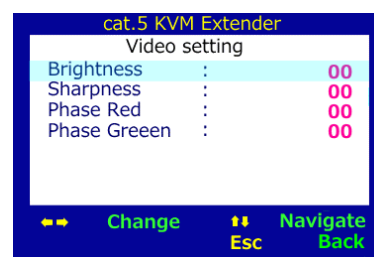 cat.5 KVM Extender
Video setting
Brightness : 00
Sharpness : 00
Phase Red : 00
Phase Greeen : 00
⬅➡ Change ⬆⬇ Navigate
Esc Back